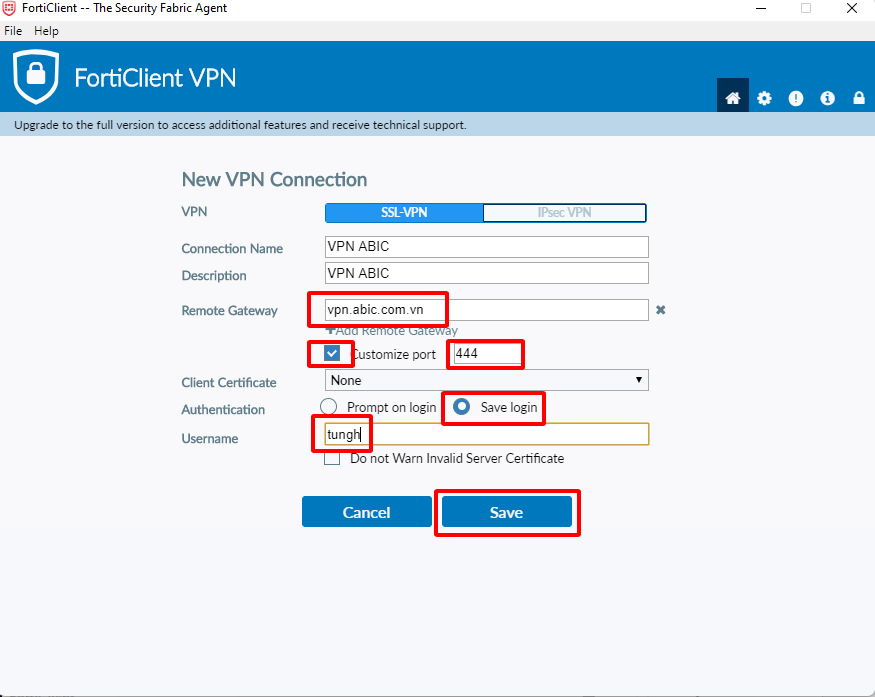 FortiClient -- The Security Fabric Agent
File Help
FortiClient VPN
Upgrade to the full version to access additional features and receive technical support.
New VPN Connection
VPN SSL-VPN IPsec VPN
Connection Name VPN ABIC
Description VPN ABIC
Remote Gateway vpn.abic.com.vn
+Add Remote Gateway
Customize port 444
Client Certificate None
Authentication Prompt on login Save login
Username tungh
Do not Warn Invalid Server Certificate
Cancel Save